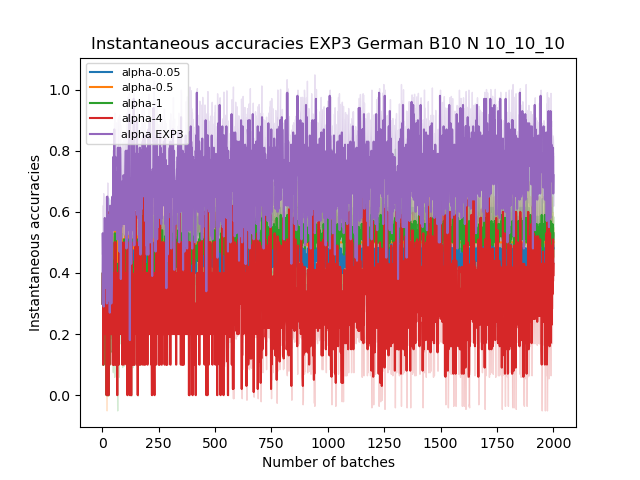 Instantaneous accuracies EXP3 German B10 N 10_10_10
alpha-0.05
alpha-0.5
alpha-1
alpha-4
alpha EXP3
1.0
0.8
0.6
0.4
0.2
0.0
Instantaneous accuracies
0 250 500 750 1000 1250 1500 1750 2000
Number of batches